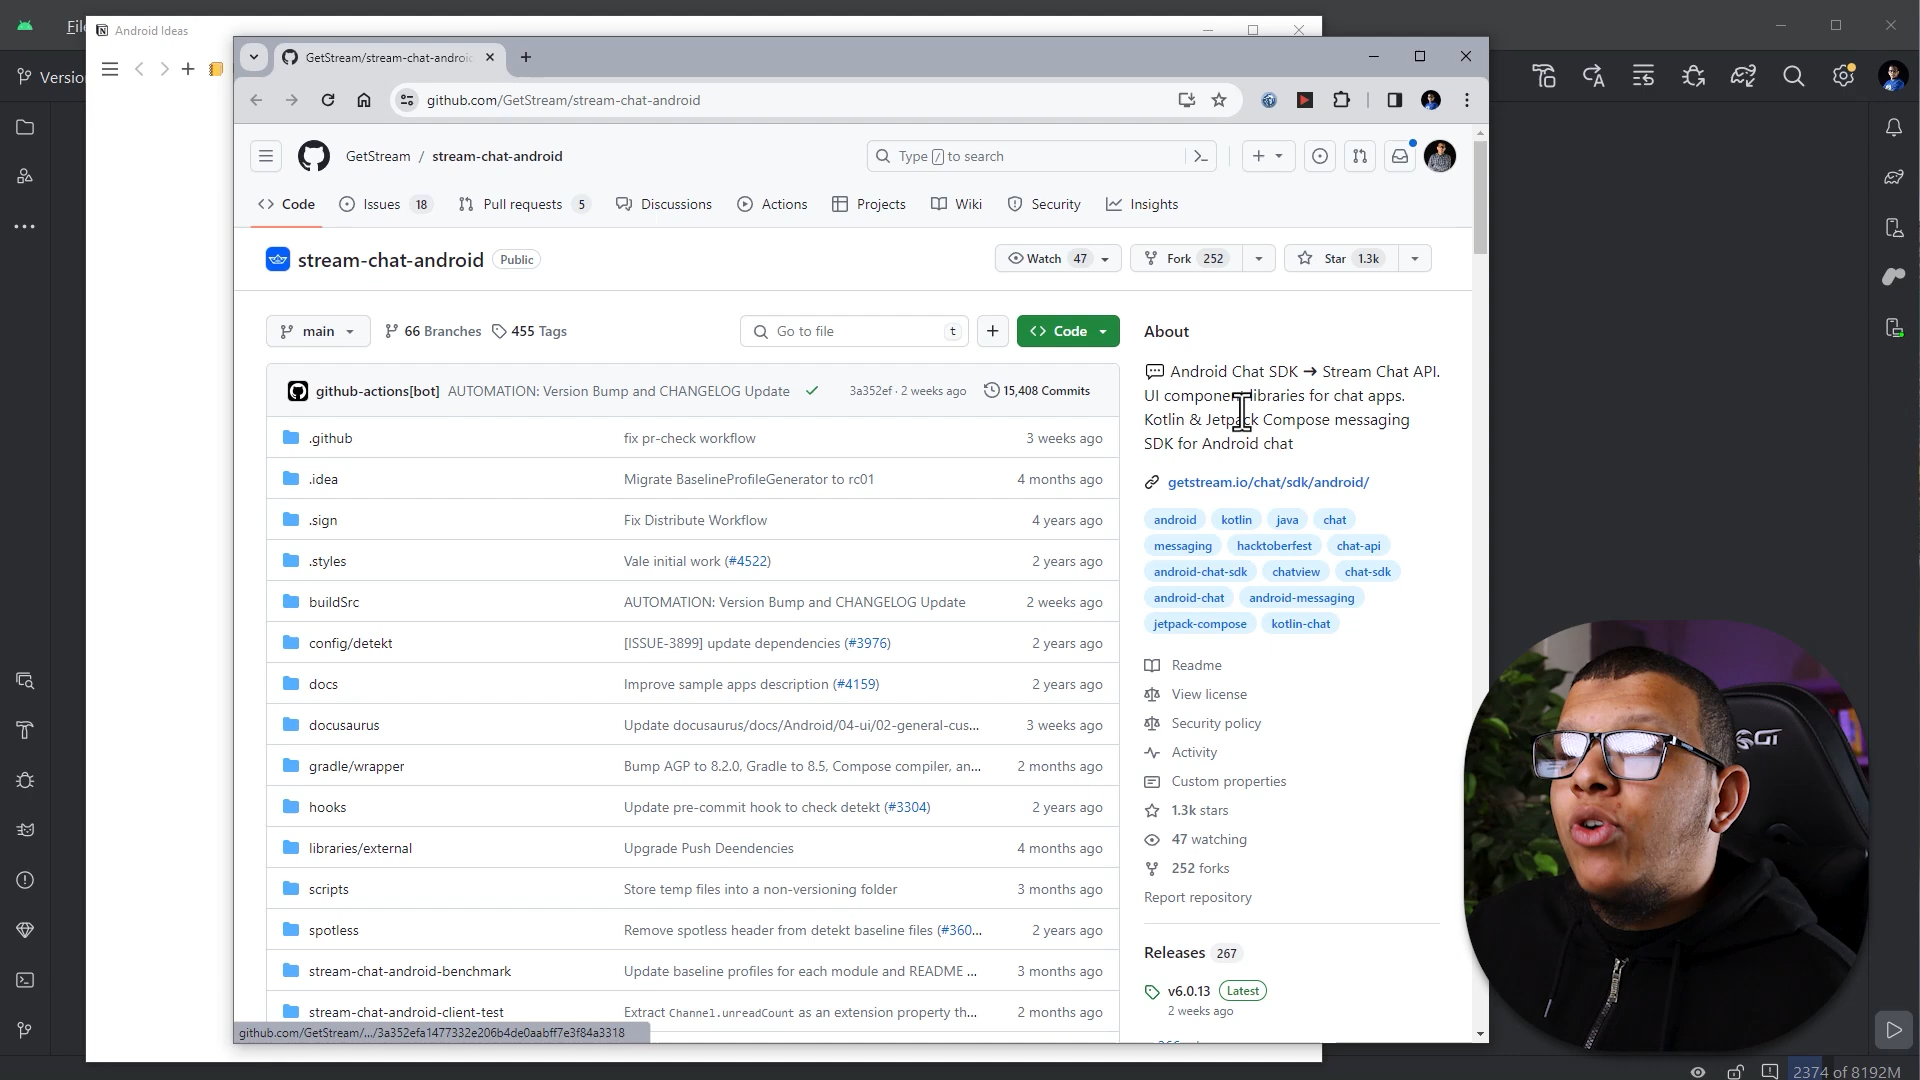 File
Android Ideas
Version
GetStream/stream-chat-android
github.com/GetStream/stream-chat-android
GetStream / stream-chat-android
Type / to search
Code
Issues 18
Pull requests 5
Discussions
Actions
Projects
Wiki
Security
Insights
stream-chat-android
Public
Watch 47
Fork 252
Star 1.3k
main
66 Branches
455 Tags
Go to file
t
Code
github-actions[bot] AUTOMATION: Version Bump and CHANGELOG Update
3a352ef · 2 weeks ago
15,408 Commits
.github fix pr-check workflow 3 weeks ago
.idea Migrate BaselineProfileGenerator to rc01 4 months ago
.sign Fix Distribute Workflow 4 years ago
.styles Vale initial work (#4522) 2 years ago
buildSrc AUTOMATION: Version Bump and CHANGELOG Update 2 weeks ago
config/detekt [ISSUE-3899] update dependencies (#3976) 2 years ago
docs Improve sample apps description (#4159) 2 years ago
docusaurus Update docusaurus/docs/Android/04-ui/02-general-cus... 3 weeks ago
gradle/wrapper Bump AGP to 8.2.0, Gradle to 8.5, Compose compiler, an... 2 months ago
hooks Update pre-commit hook to check detekt (#3304) 2 years ago
libraries/external Upgrade Push Deendencies 4 months ago
scripts Store temp files into a non-versioning folder 3 months ago
spotless Remove spotless header from detekt baseline files (#360... 2 years ago
stream-chat-android-benchmark Update baseline profiles for each module and README ... 3 months ago
stream-chat-android-client-test Extract Channel.unreadCount as an extension property th... 2 months ago
github.com/GetStream/.../3a352efa1477332e206b4de0aabff7e3f84a3318
About
Android Chat SDK ➜ Stream Chat API.
UI component libraries for chat apps.
Kotlin & Jetpack Compose messaging
SDK for Android chat
getstream.io/chat/sdk/android/
android kotlin java chat
messaging hacktoberfest chat-api
android-chat-sdk chatview chat-sdk
android-chat android-messaging
jetpack-compose kotlin-chat
Readme
View license
Security policy
Activity
Custom properties
1.3k stars
47 watching
252 forks
Report repository
Releases 267
v6.0.13 Latest
2 weeks ago
GT
2374 of 8192M